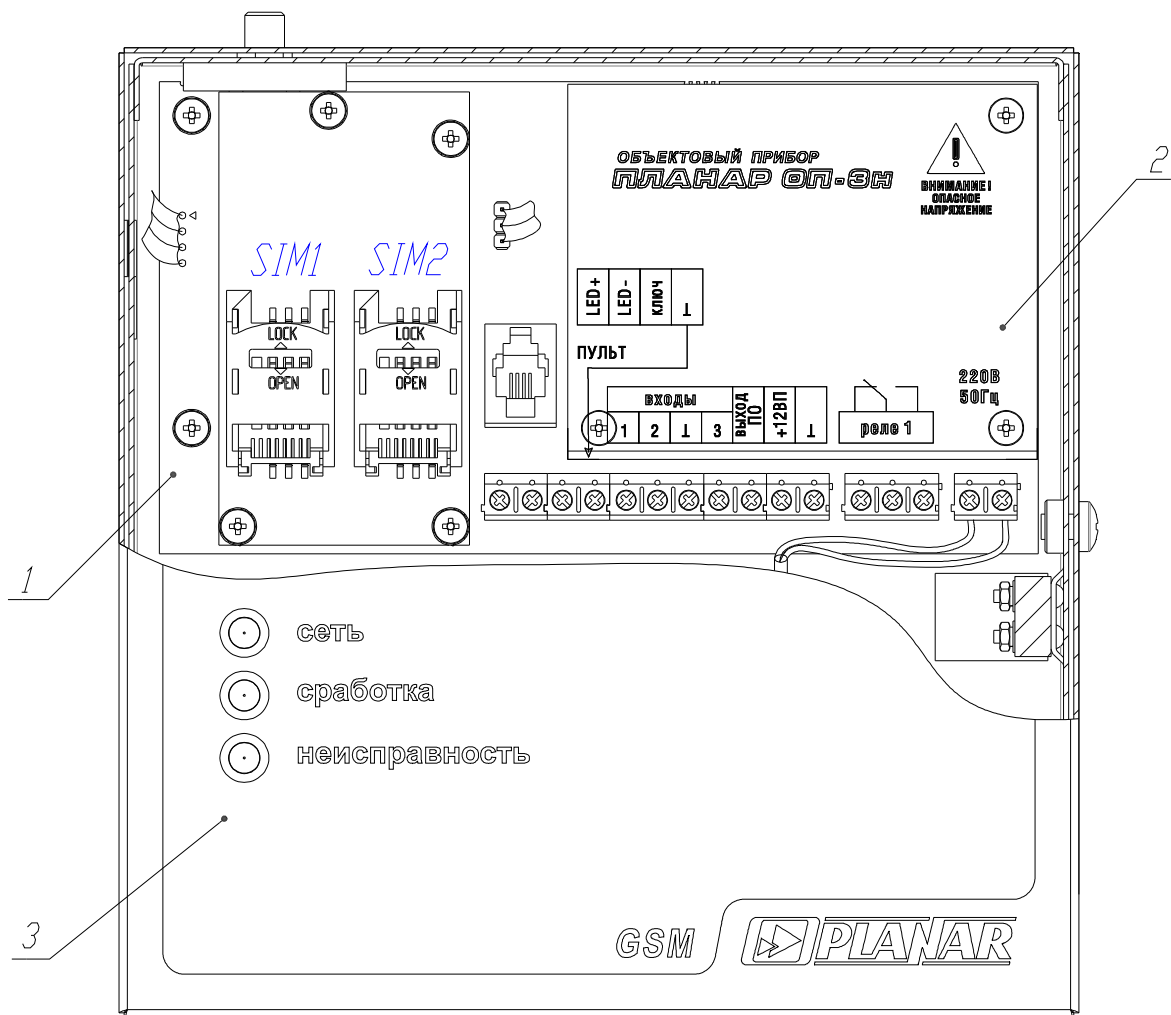 ОБЪЕКТОВЫЙ ПРИБОР
ПЛАНАР ОП-3Н
ВНИМАНИЕ!
ОПАСНОЕ
НАПРЯЖЕНИЕ
2
SIM1
SIM2
LED+
LED-
КЛЮЧ
⊥
LOCK
OPEN
LOCK
OPEN
ПУЛЬТ
220В
50Гц
ВХОДЫ
1
2
⊥
3
ВЫХОД
ПО
+12ВП
⊥
реле 1
1
сеть
сработка
неисправность
3
GSM
PLANAR